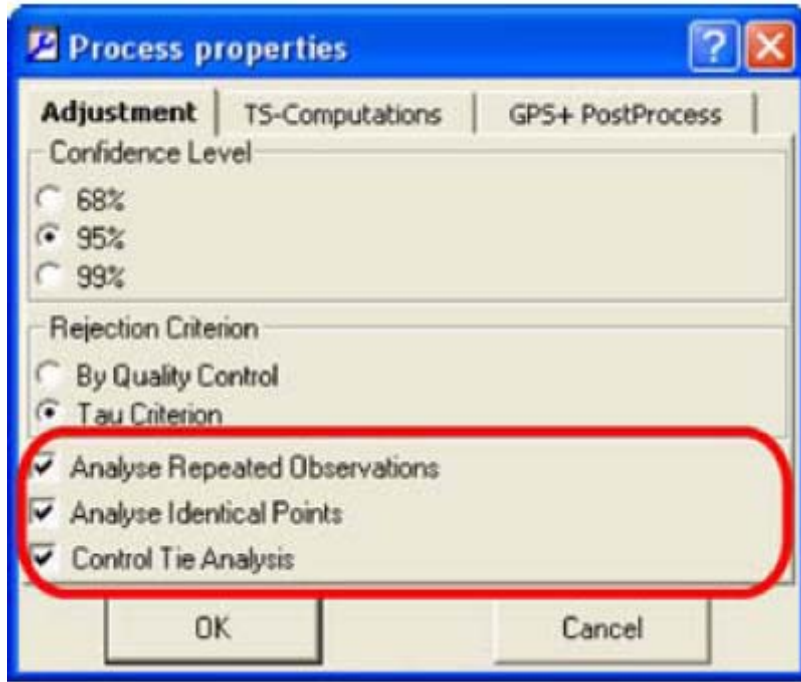 Process properties
Adjustment TS-Computations GPS+ PostProcess
Confidence Level
68%
95%
99%
Rejection Criterion
By Quality Control
Tau Criterion
Analyse Repeated Observations
Analyse Identical Points
Control Tie Analysis
OK Cancel